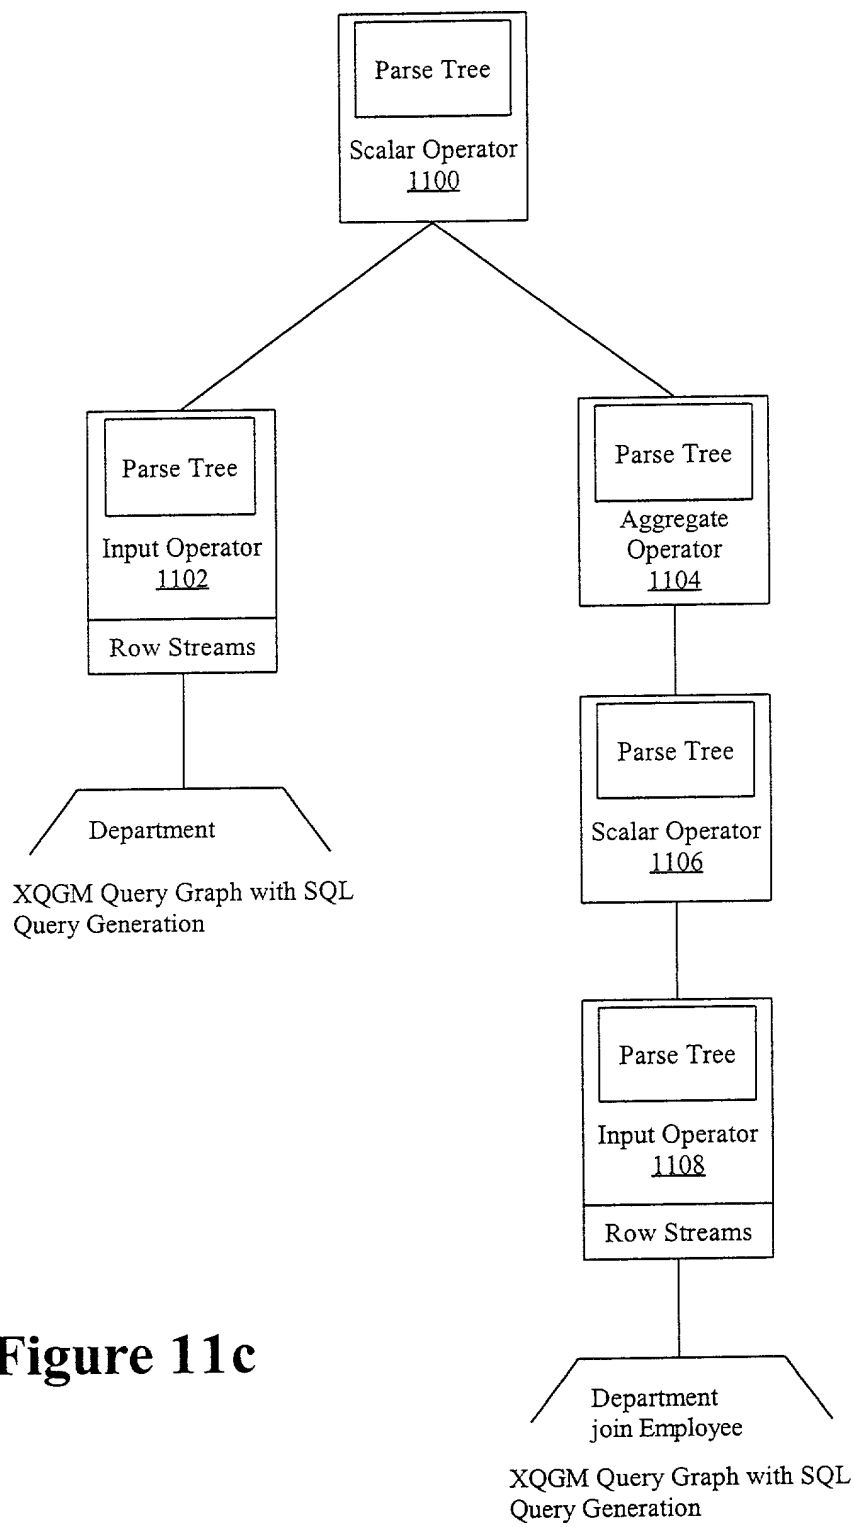 Parse Tree
Scalar Operator
1100
Parse Tree
Input Operator
1102
Row Streams
Department
XQGM Query Graph with SQL
Query Generation
Parse Tree
Aggregate
Operator
1104
Parse Tree
Scalar Operator
1106
Parse Tree
Input Operator
1108
Row Streams
Department
join Employee
XQGM Query Graph with SQL
Query Generation
Figure 11c